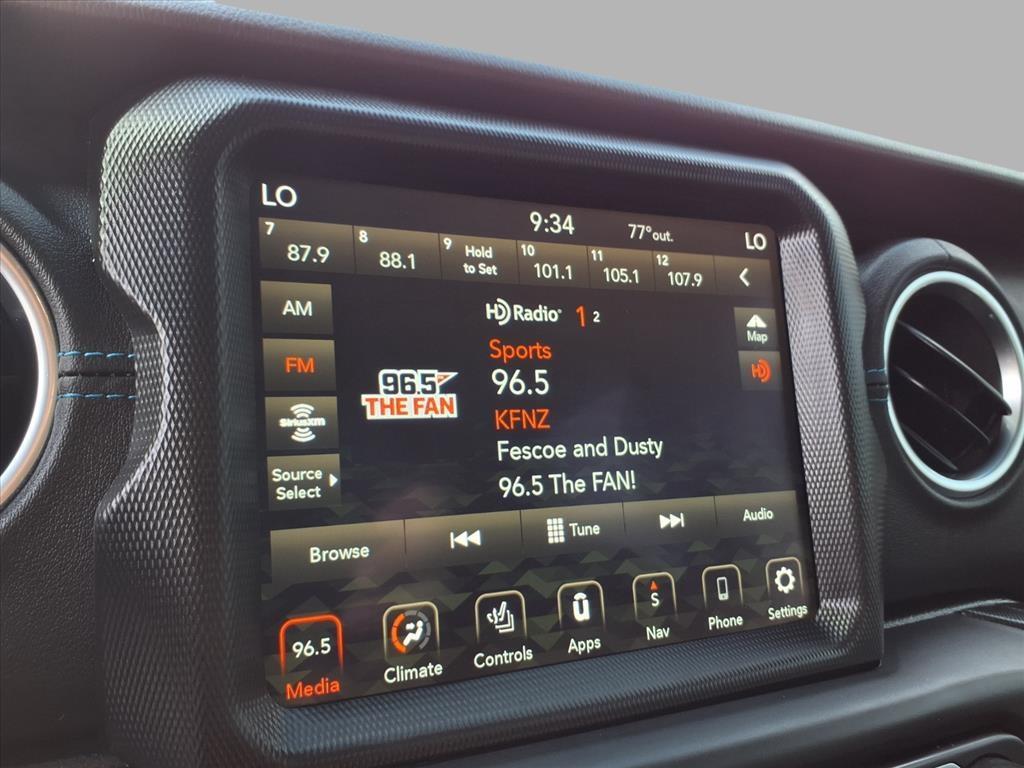 LO
9:34
77°out.
LO
7
87.9
8
88.1
9
Hold
to Set
10
101.1
11
105.1
12
107.9
AM
FM
SiriusXM
Source
Select
HD Radio
1 2
Map
HD
96.5
THE FAN
Sports
96.5
KFNZ
Fescoe and Dusty
96.5 The FAN!
Browse
Tune
Audio
96.5
Media
Climate
Controls
U
Apps
S
Nav
Phone
Settings